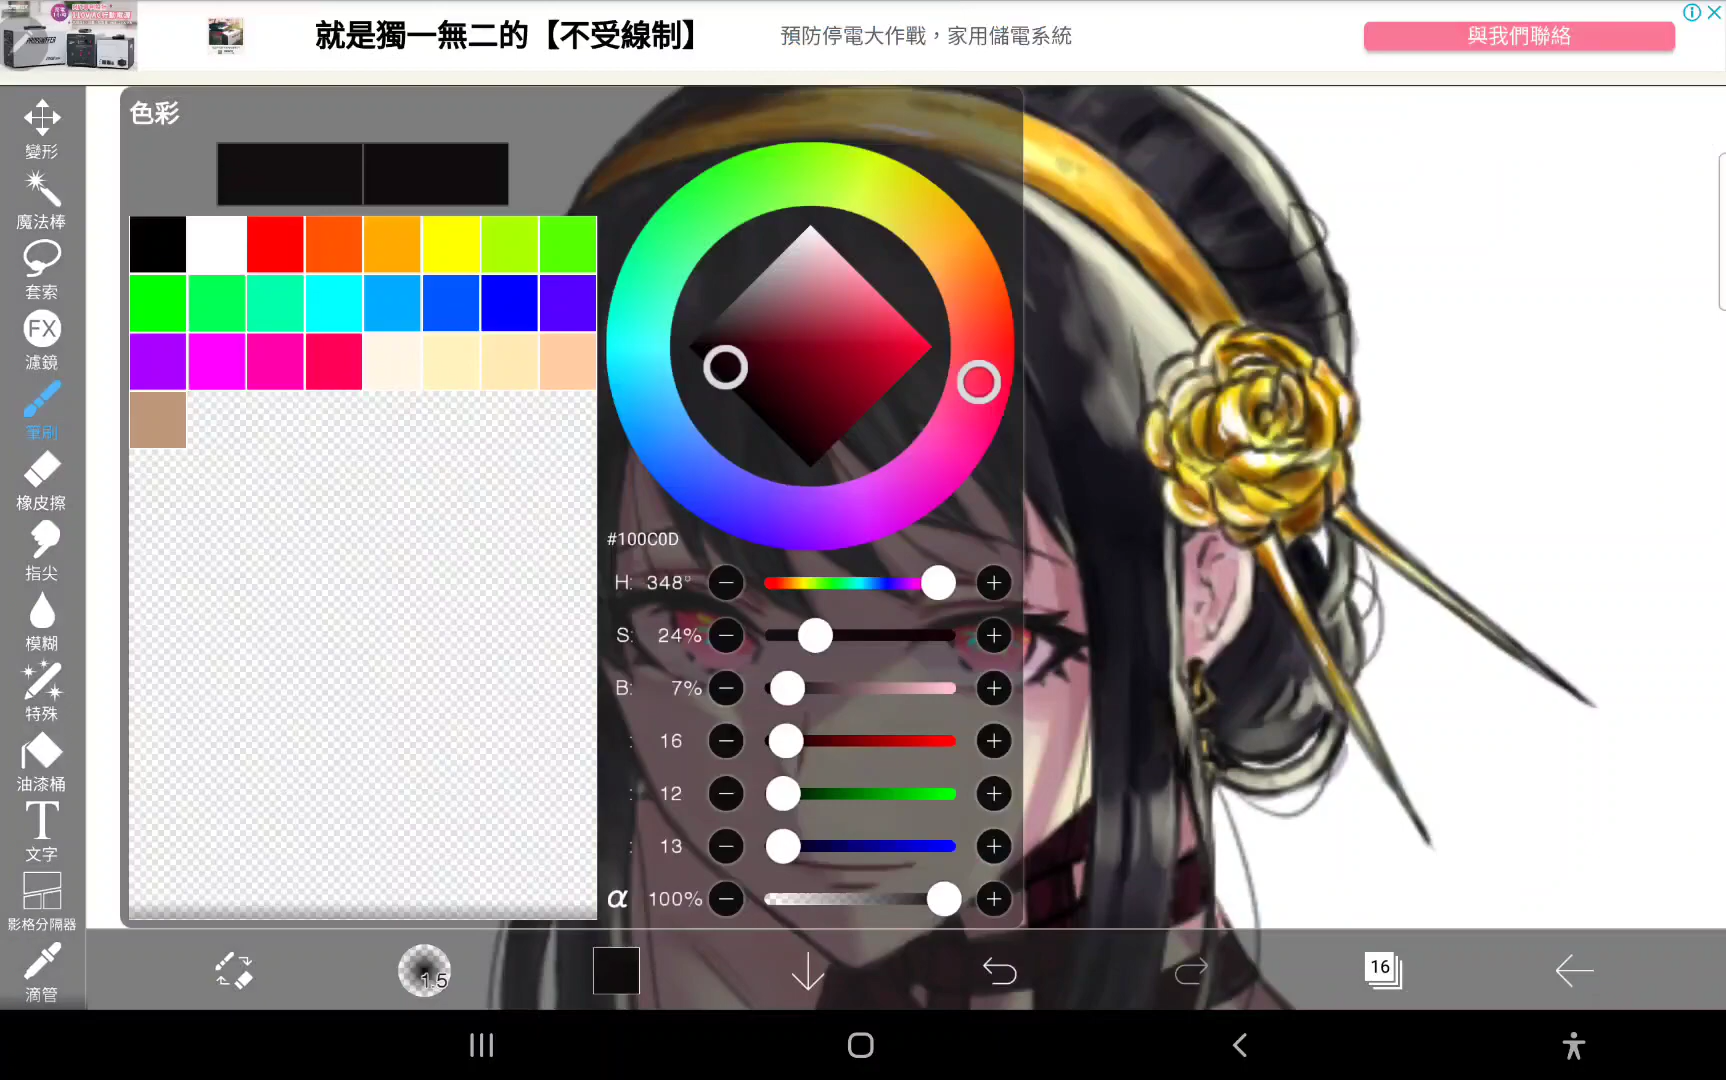 就是獨一無二的【不受線制】
預防停電大作戰，家用儲電系統
與我們聯絡
色彩
變形
魔法棒
套索
FX
濾鏡
筆刷
橡皮擦
指尖
模糊
特殊
油漆桶
T
文字
影格分隔器
滴管
#100C0D
H: 348°
S: 24%
B: 7%
: 16
: 12
: 13
α 100%
1.5
16